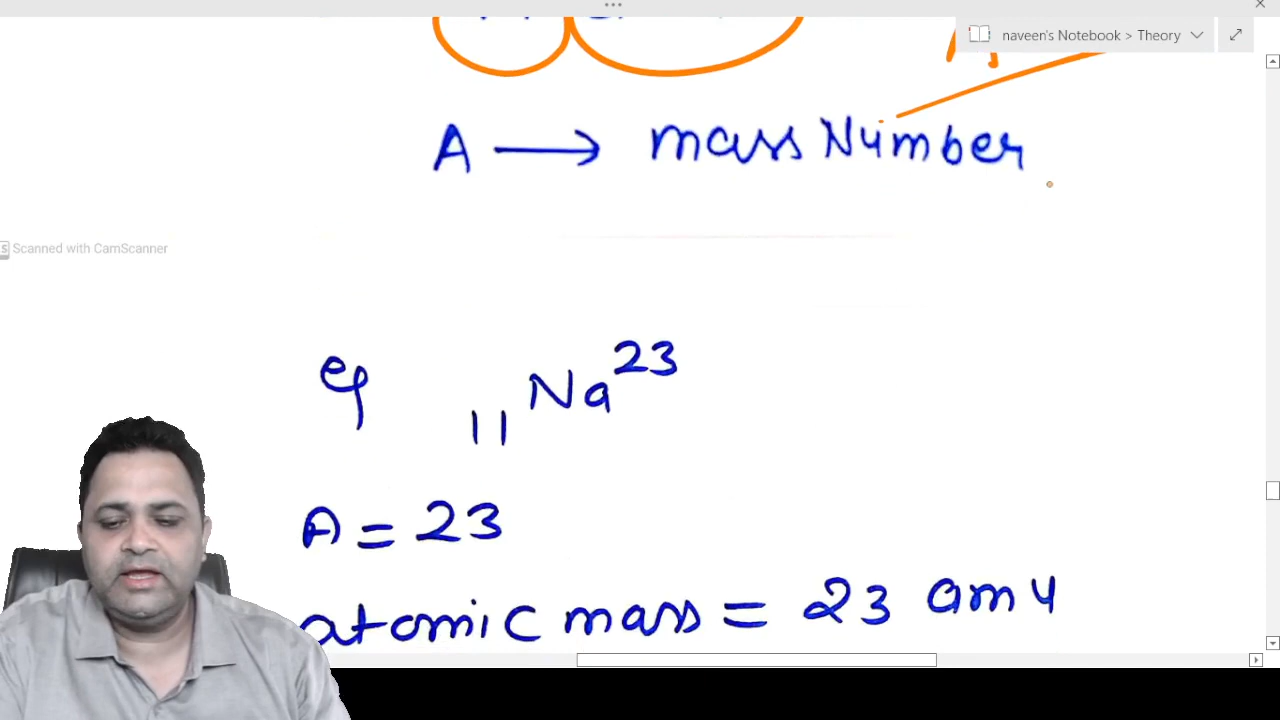 naveen's Notebook > Theory
A → mass Number
Scanned with CamScanner
eg 11Na23
A = 23
atomic mass = 23 amu